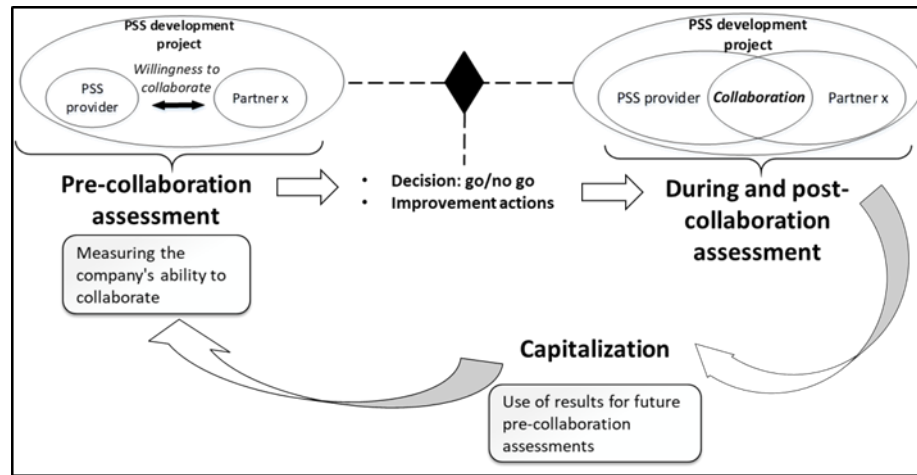 PSS development
project
Willingness to
collaborate
PSS
provider
Partner x
PSS development
project
PSS provider
Collaboration
Partner x
Pre-collaboration
assessment
Measuring the
company's ability to
collaborate
• Decision: go/no go
• Improvement actions
During and post-
collaboration
assessment
Capitalization
Use of results for future
pre-collaboration
assessments